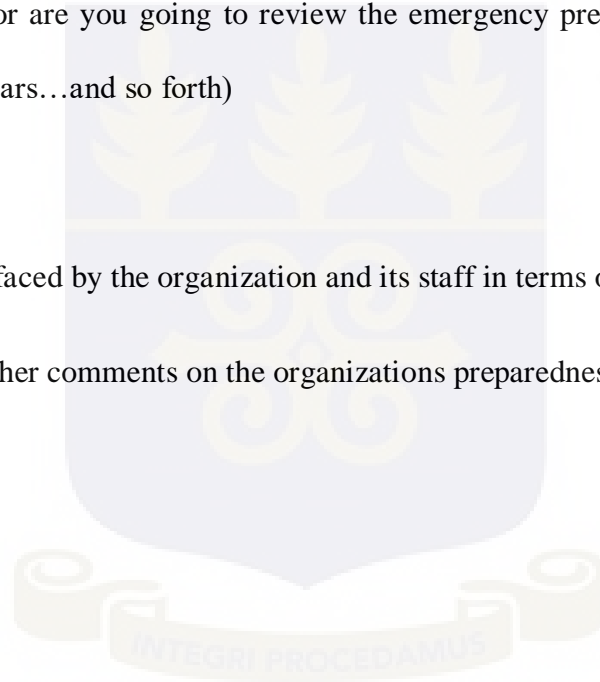 or are you going to review the emergency pre
ars…and so forth)
faced by the organization and its staff in terms o
her comments on the organizations preparednes
INTEGRI PROCEDAMUS